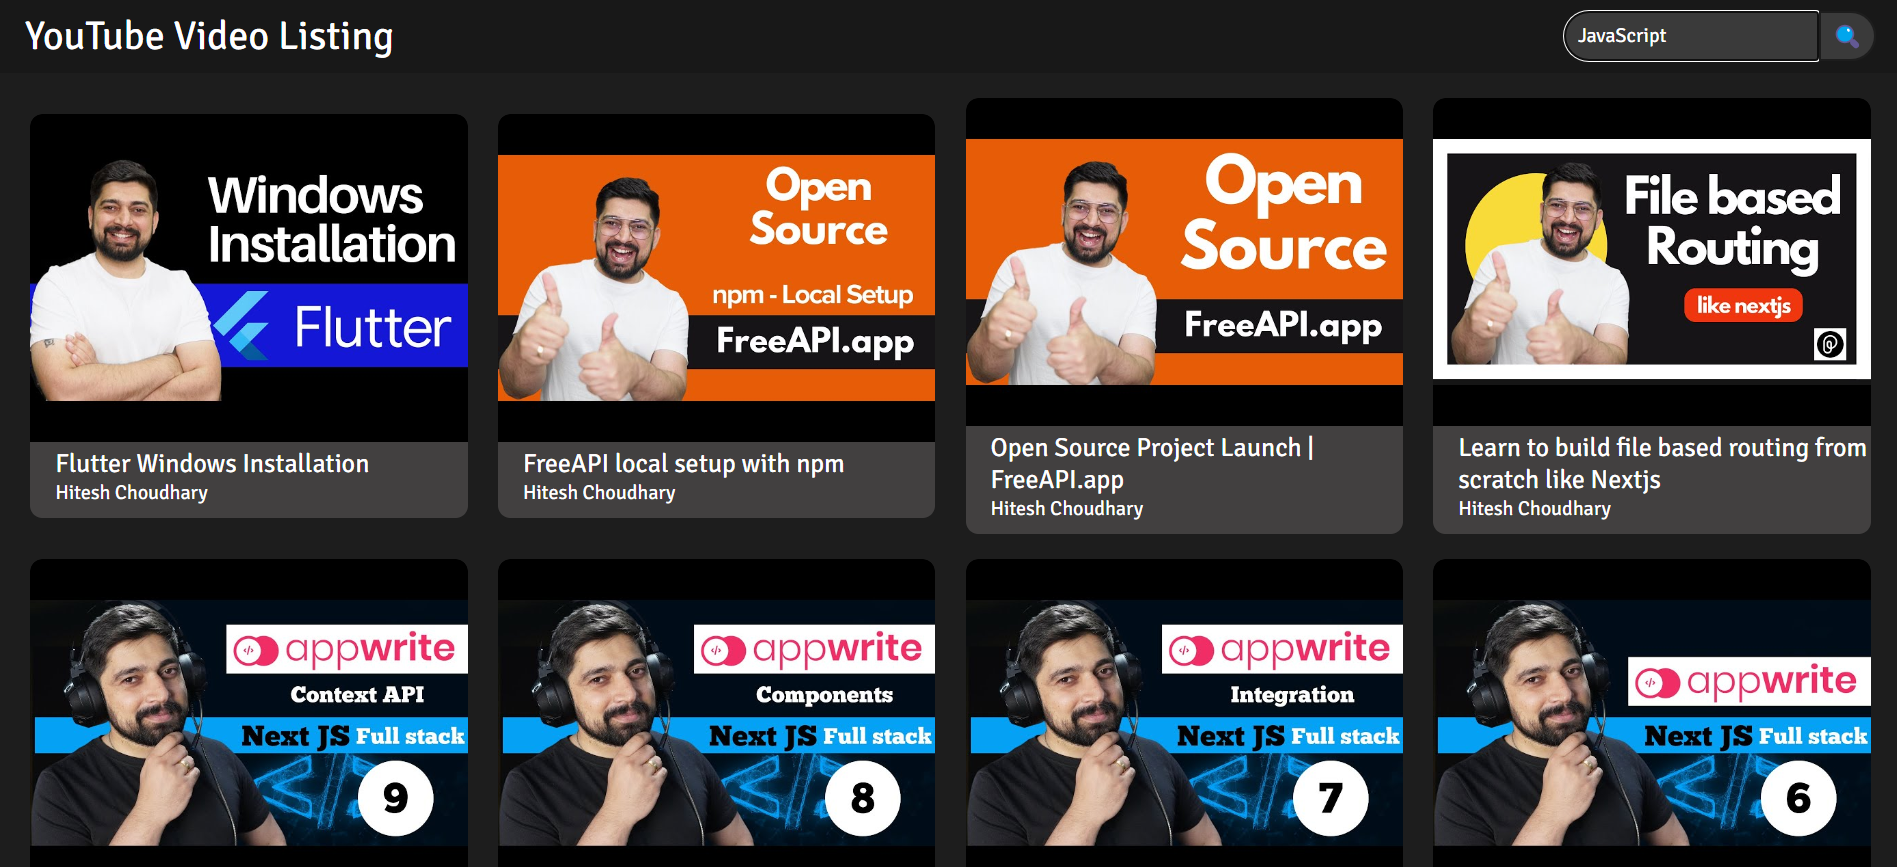 YouTube Video Listing
JavaScript
Windows
Installation
Flutter
Flutter Windows Installation
Hitesh Choudhary
Open
Source
npm - Local Setup
FreeAPI.app
FreeAPI local setup with npm
Hitesh Choudhary
Open
Source
FreeAPI.app
Open Source Project Launch |
FreeAPI.app
Hitesh Choudhary
File based
Routing
like nextjs
Learn to build file based routing from
scratch like Nextjs
Hitesh Choudhary
</> appwrite
Context API
Next JS Full stack
</>
9
</> appwrite
Components
Next JS Full stack
</>
8
</> appwrite
Integration
Next JS Full stack
</>
7
</> appwrite
Next JS Full stack
</>
6